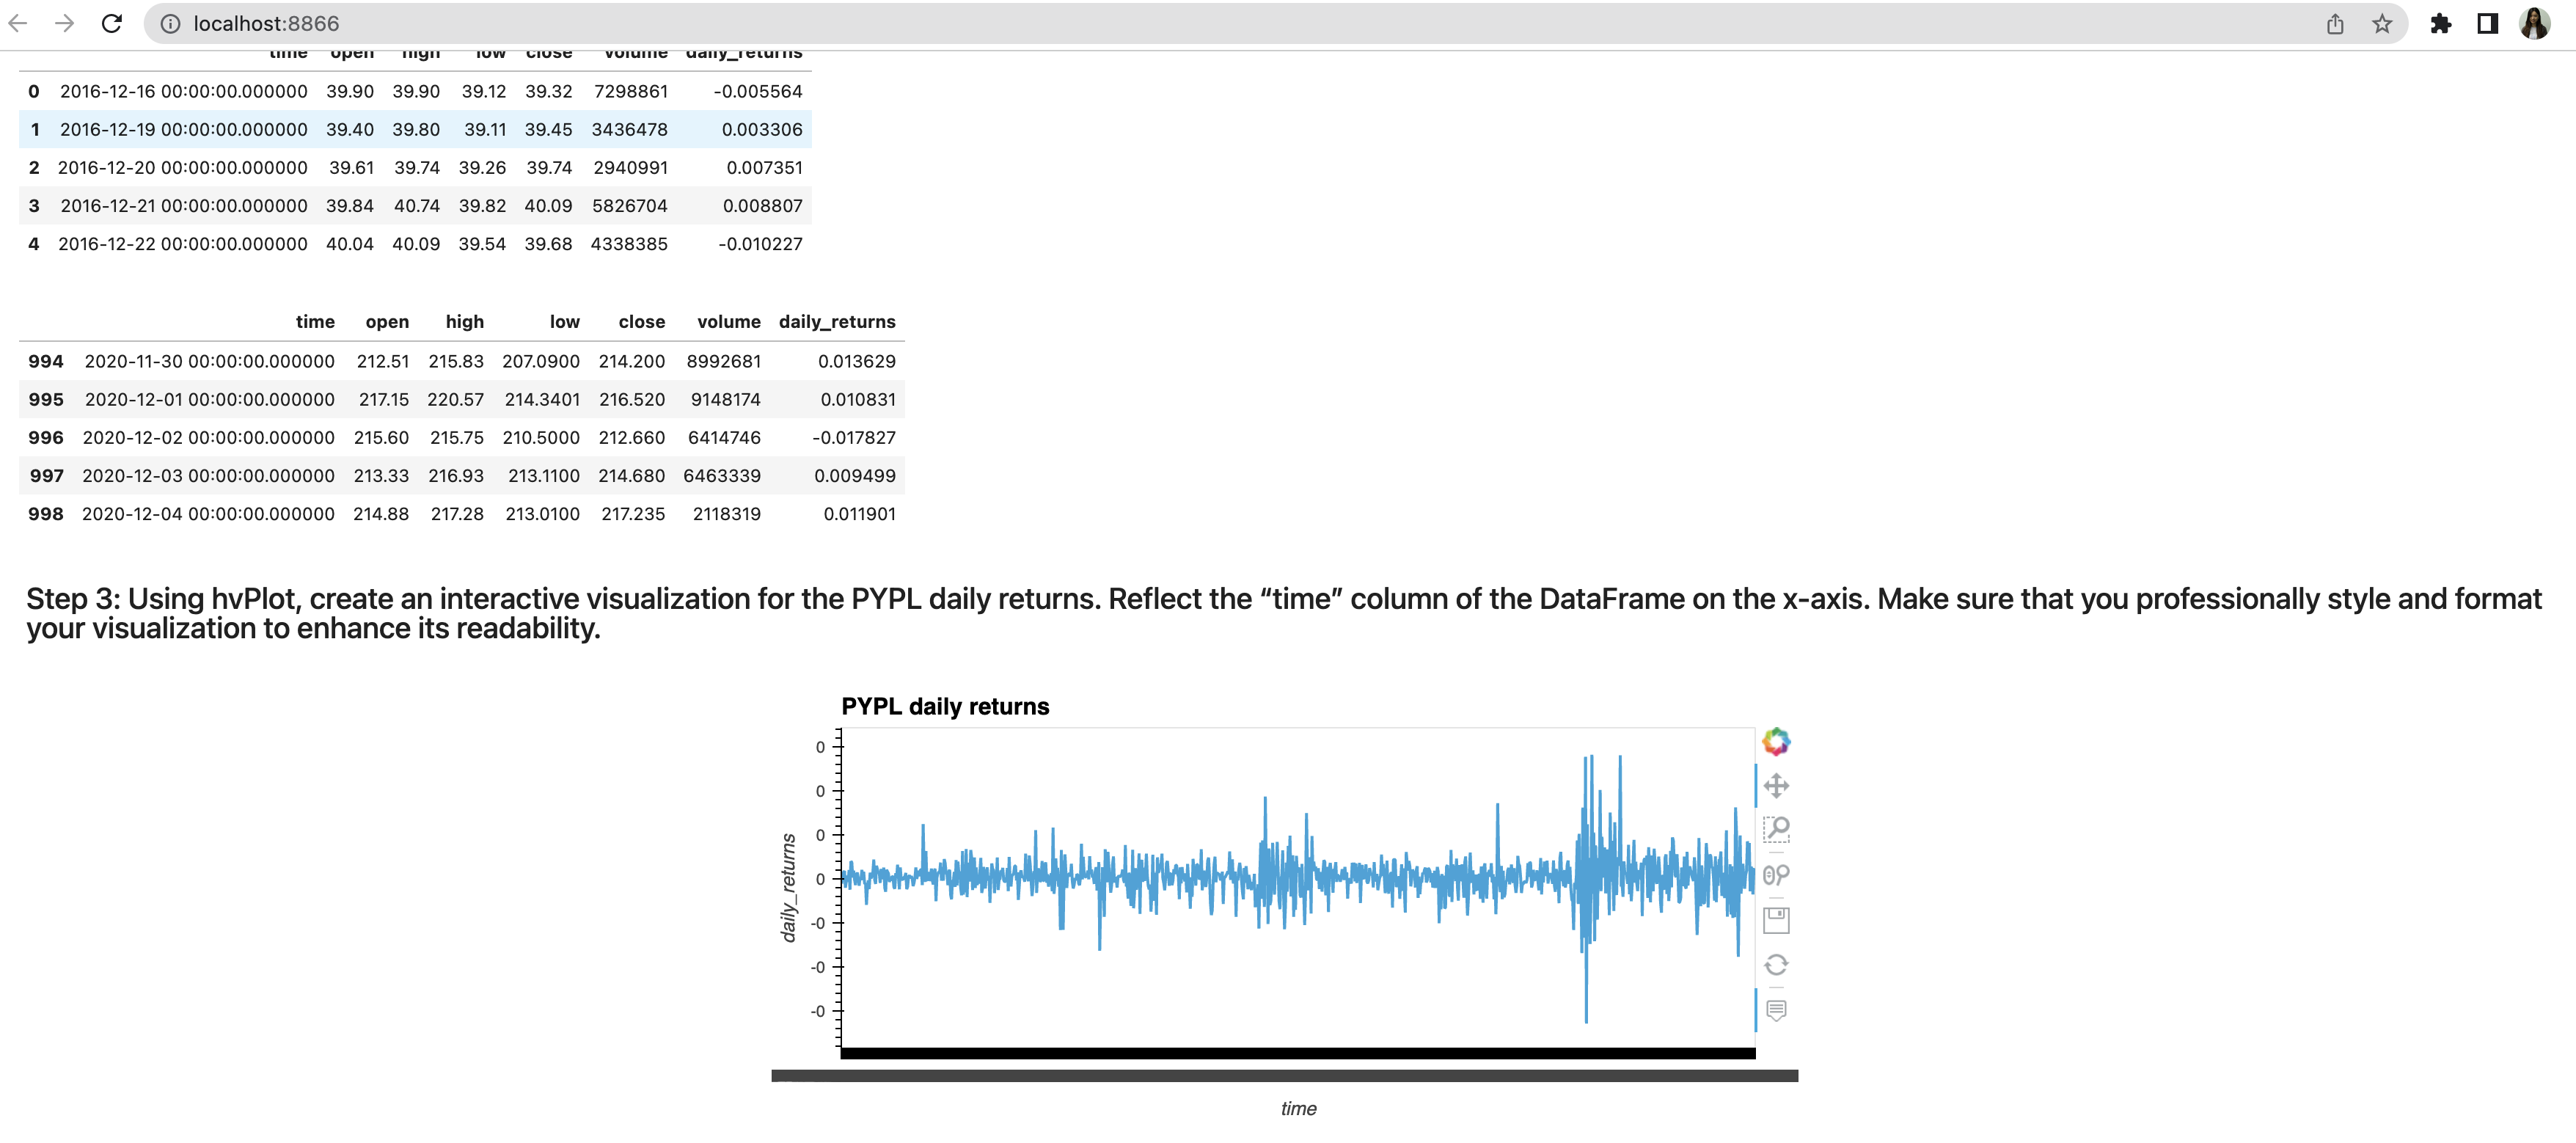 localhost:8866
time open high low close volume daily_returns
0 2016-12-16 00:00:00.000000 39.90 39.90 39.12 39.32 7298861 -0.005564
1 2016-12-19 00:00:00.000000 39.40 39.80 39.11 39.45 3436478 0.003306
2 2016-12-20 00:00:00.000000 39.61 39.74 39.26 39.74 2940991 0.007351
3 2016-12-21 00:00:00.000000 39.84 40.74 39.82 40.09 5826704 0.008807
4 2016-12-22 00:00:00.000000 40.04 40.09 39.54 39.68 4338385 -0.010227
time open high low close volume daily_returns
994 2020-11-30 00:00:00.000000 212.51 215.83 207.0900 214.200 8992681 0.013629
995 2020-12-01 00:00:00.000000 217.15 220.57 214.3401 216.520 9148174 0.010831
996 2020-12-02 00:00:00.000000 215.60 215.75 210.5000 212.660 6414746 -0.017827
997 2020-12-03 00:00:00.000000 213.33 216.93 213.1100 214.680 6463339 0.009499
998 2020-12-04 00:00:00.000000 214.88 217.28 213.0100 217.235 2118319 0.011901
Step 3: Using hvPlot, create an interactive visualization for the PYPL daily returns. Reflect the “time” column of the DataFrame on the x-axis. Make sure that you professionally style and format
your visualization to enhance its readability.
PYPL daily returns
0
0
0
0
-0
-0
-0
daily_returns
time